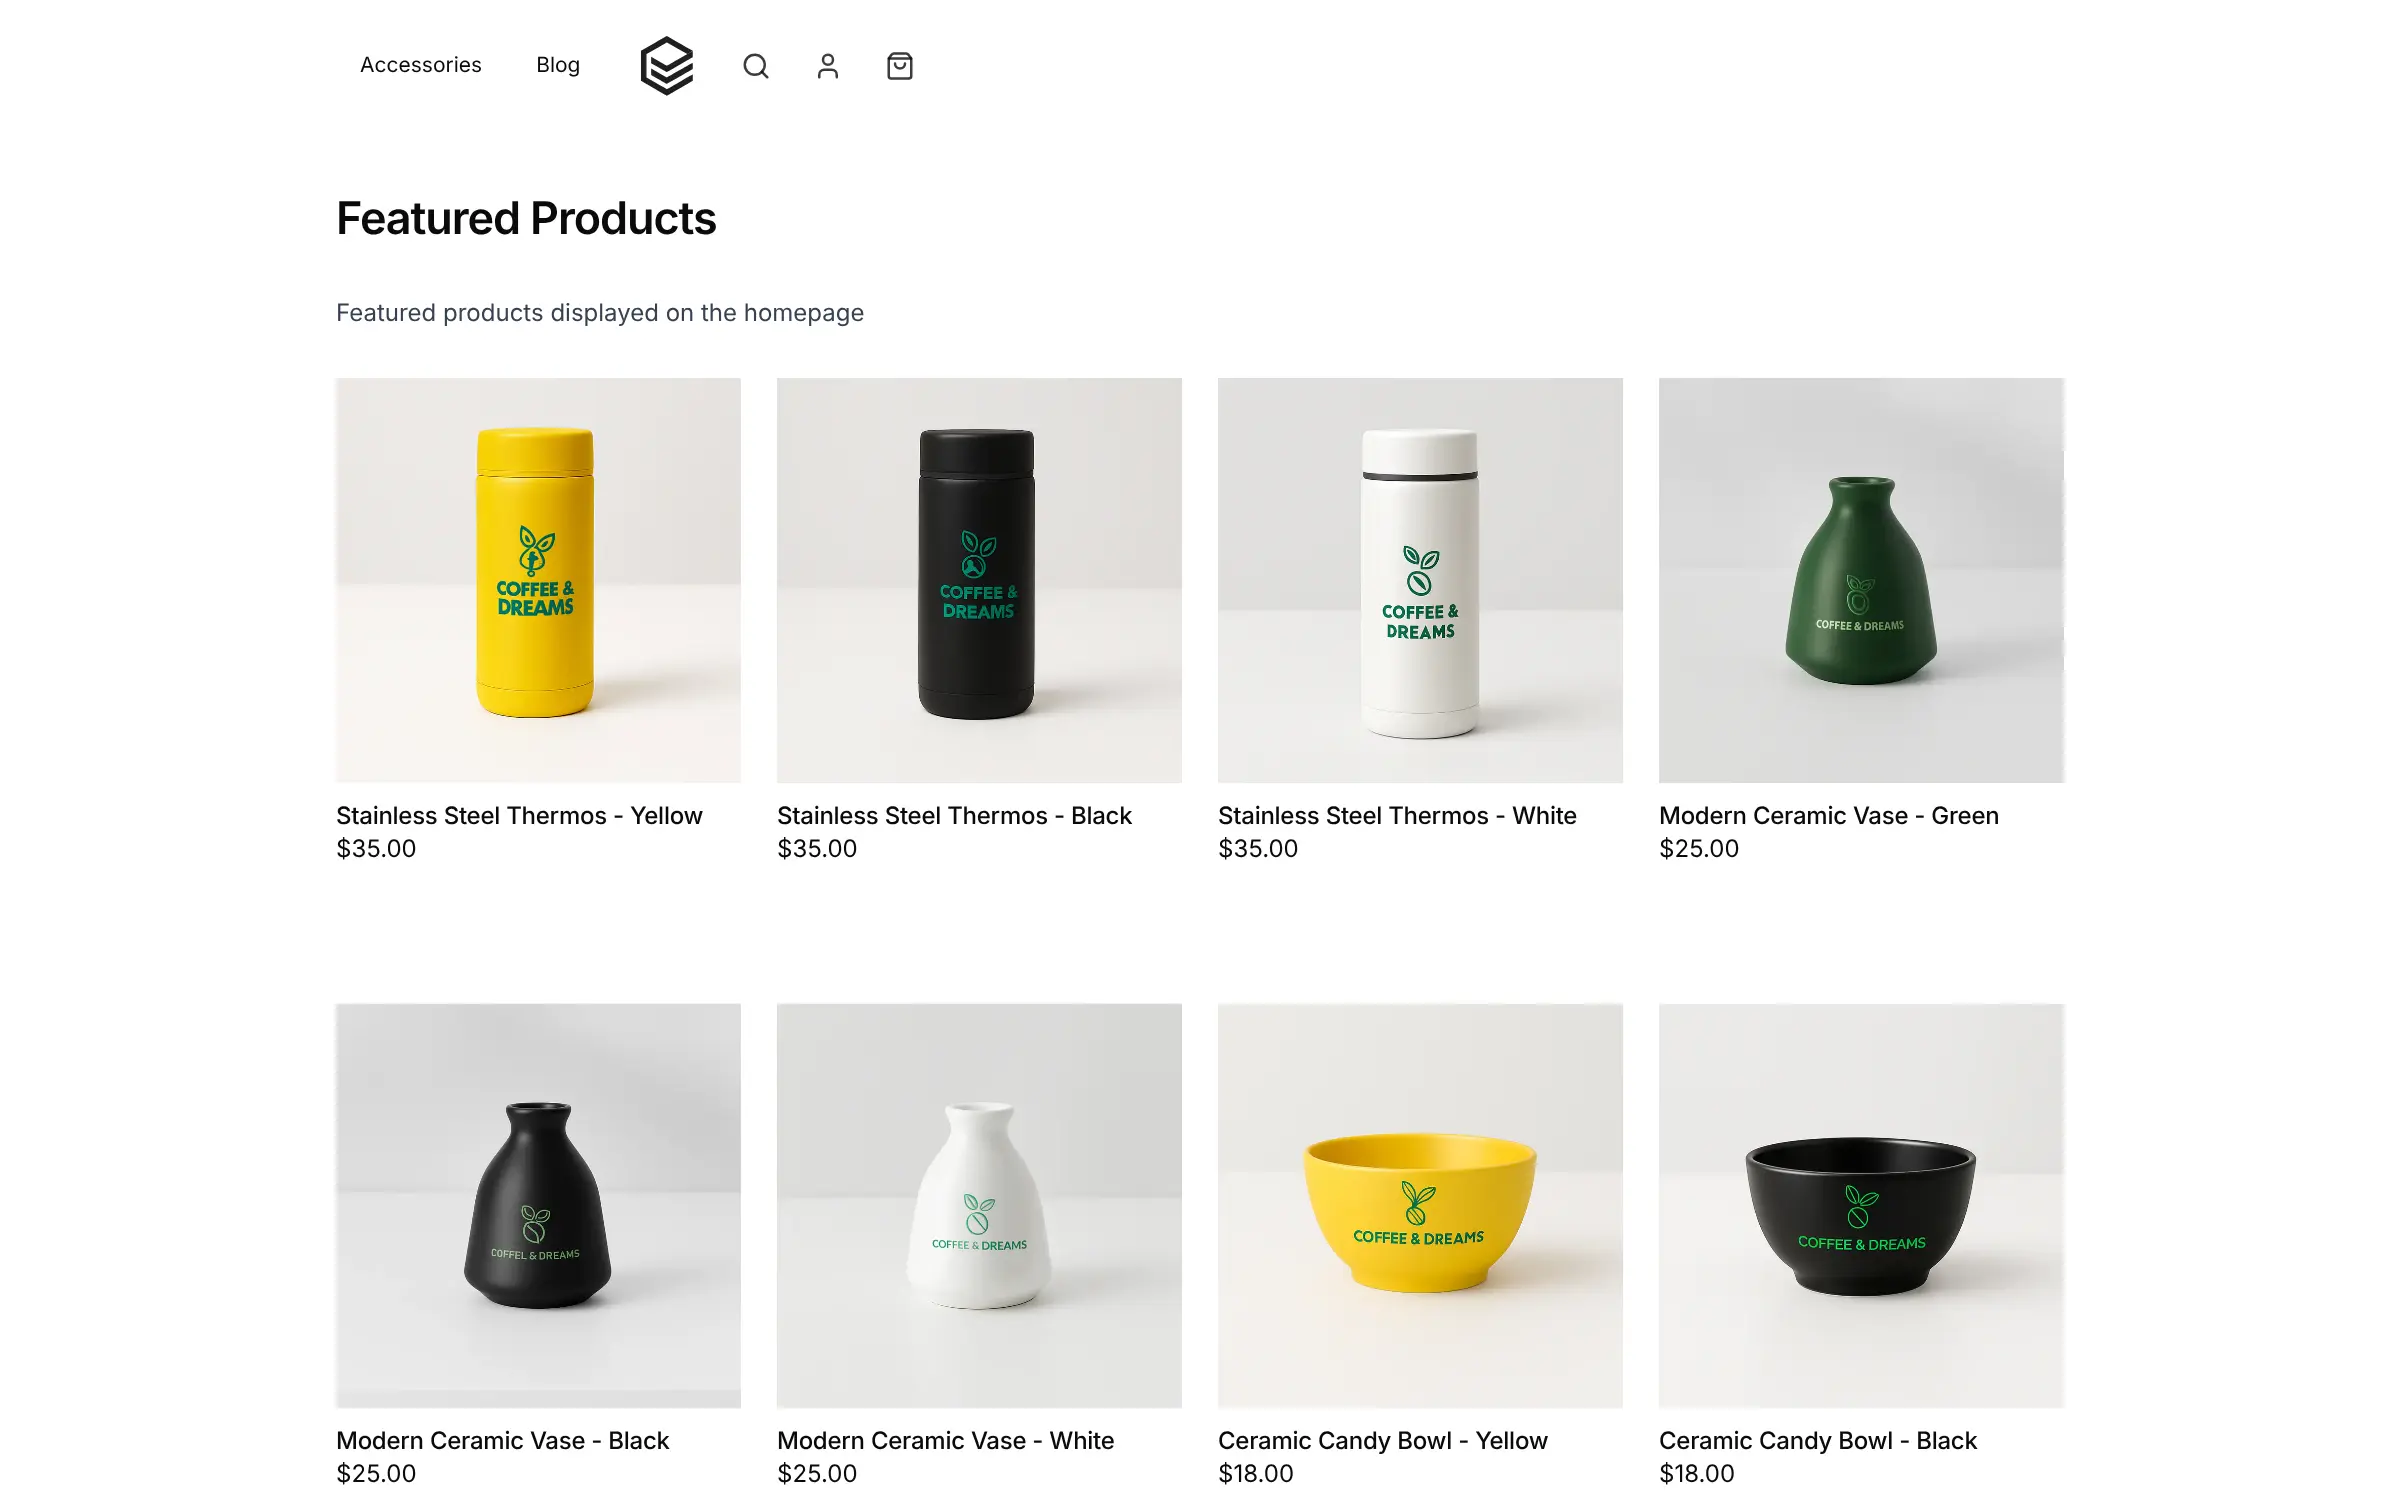 Accessories Blog
Featured Products
Featured products displayed on the homepage
COFFEE &
DREAMS
COFFEE &
DREAMS
COFFEE &
DREAMS
COFFEE & DREAMS
Stainless Steel Thermos - Yellow
$35.00
Stainless Steel Thermos - Black
$35.00
Stainless Steel Thermos - White
$35.00
Modern Ceramic Vase - Green
$25.00
COFFEL & DREAMS
COFFEE & DREAMS
COFFEE & DREAMS
COFFEE & DREAMS
Modern Ceramic Vase - Black
$25.00
Modern Ceramic Vase - White
$25.00
Ceramic Candy Bowl - Yellow
$18.00
Ceramic Candy Bowl - Black
$18.00